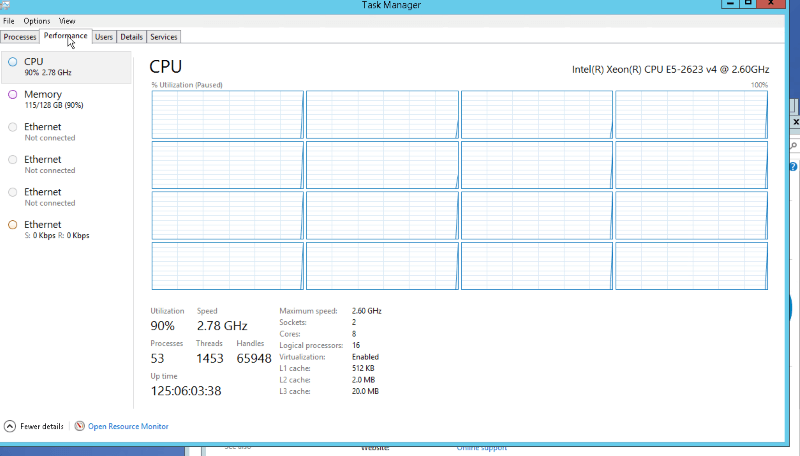 Task Manager
File Options View
Processes Performance Users Details Services
CPU
90% 2.78 GHz
Memory
115/128 GB (90%)
Ethernet
Not connected
Ethernet
Not connected
Ethernet
Not connected
Ethernet
S: 0 Kbps R: 0 Kbps
CPU
Intel(R) Xeon(R) CPU E5-2623 v4 @ 2.60GHz
% Utilization (Paused) 100%
Utilization Speed
90% 2.78 GHz
Processes Threads Handles
53 1453 65948
Up time
125:06:03:38
Maximum speed: 2.60 GHz
Sockets: 2
Cores: 8
Logical processors: 16
Virtualization: Enabled
L1 cache: 512 KB
L2 cache: 2.0 MB
L3 cache: 20.0 MB
Fewer details Open Resource Monitor
See also Website: Online support